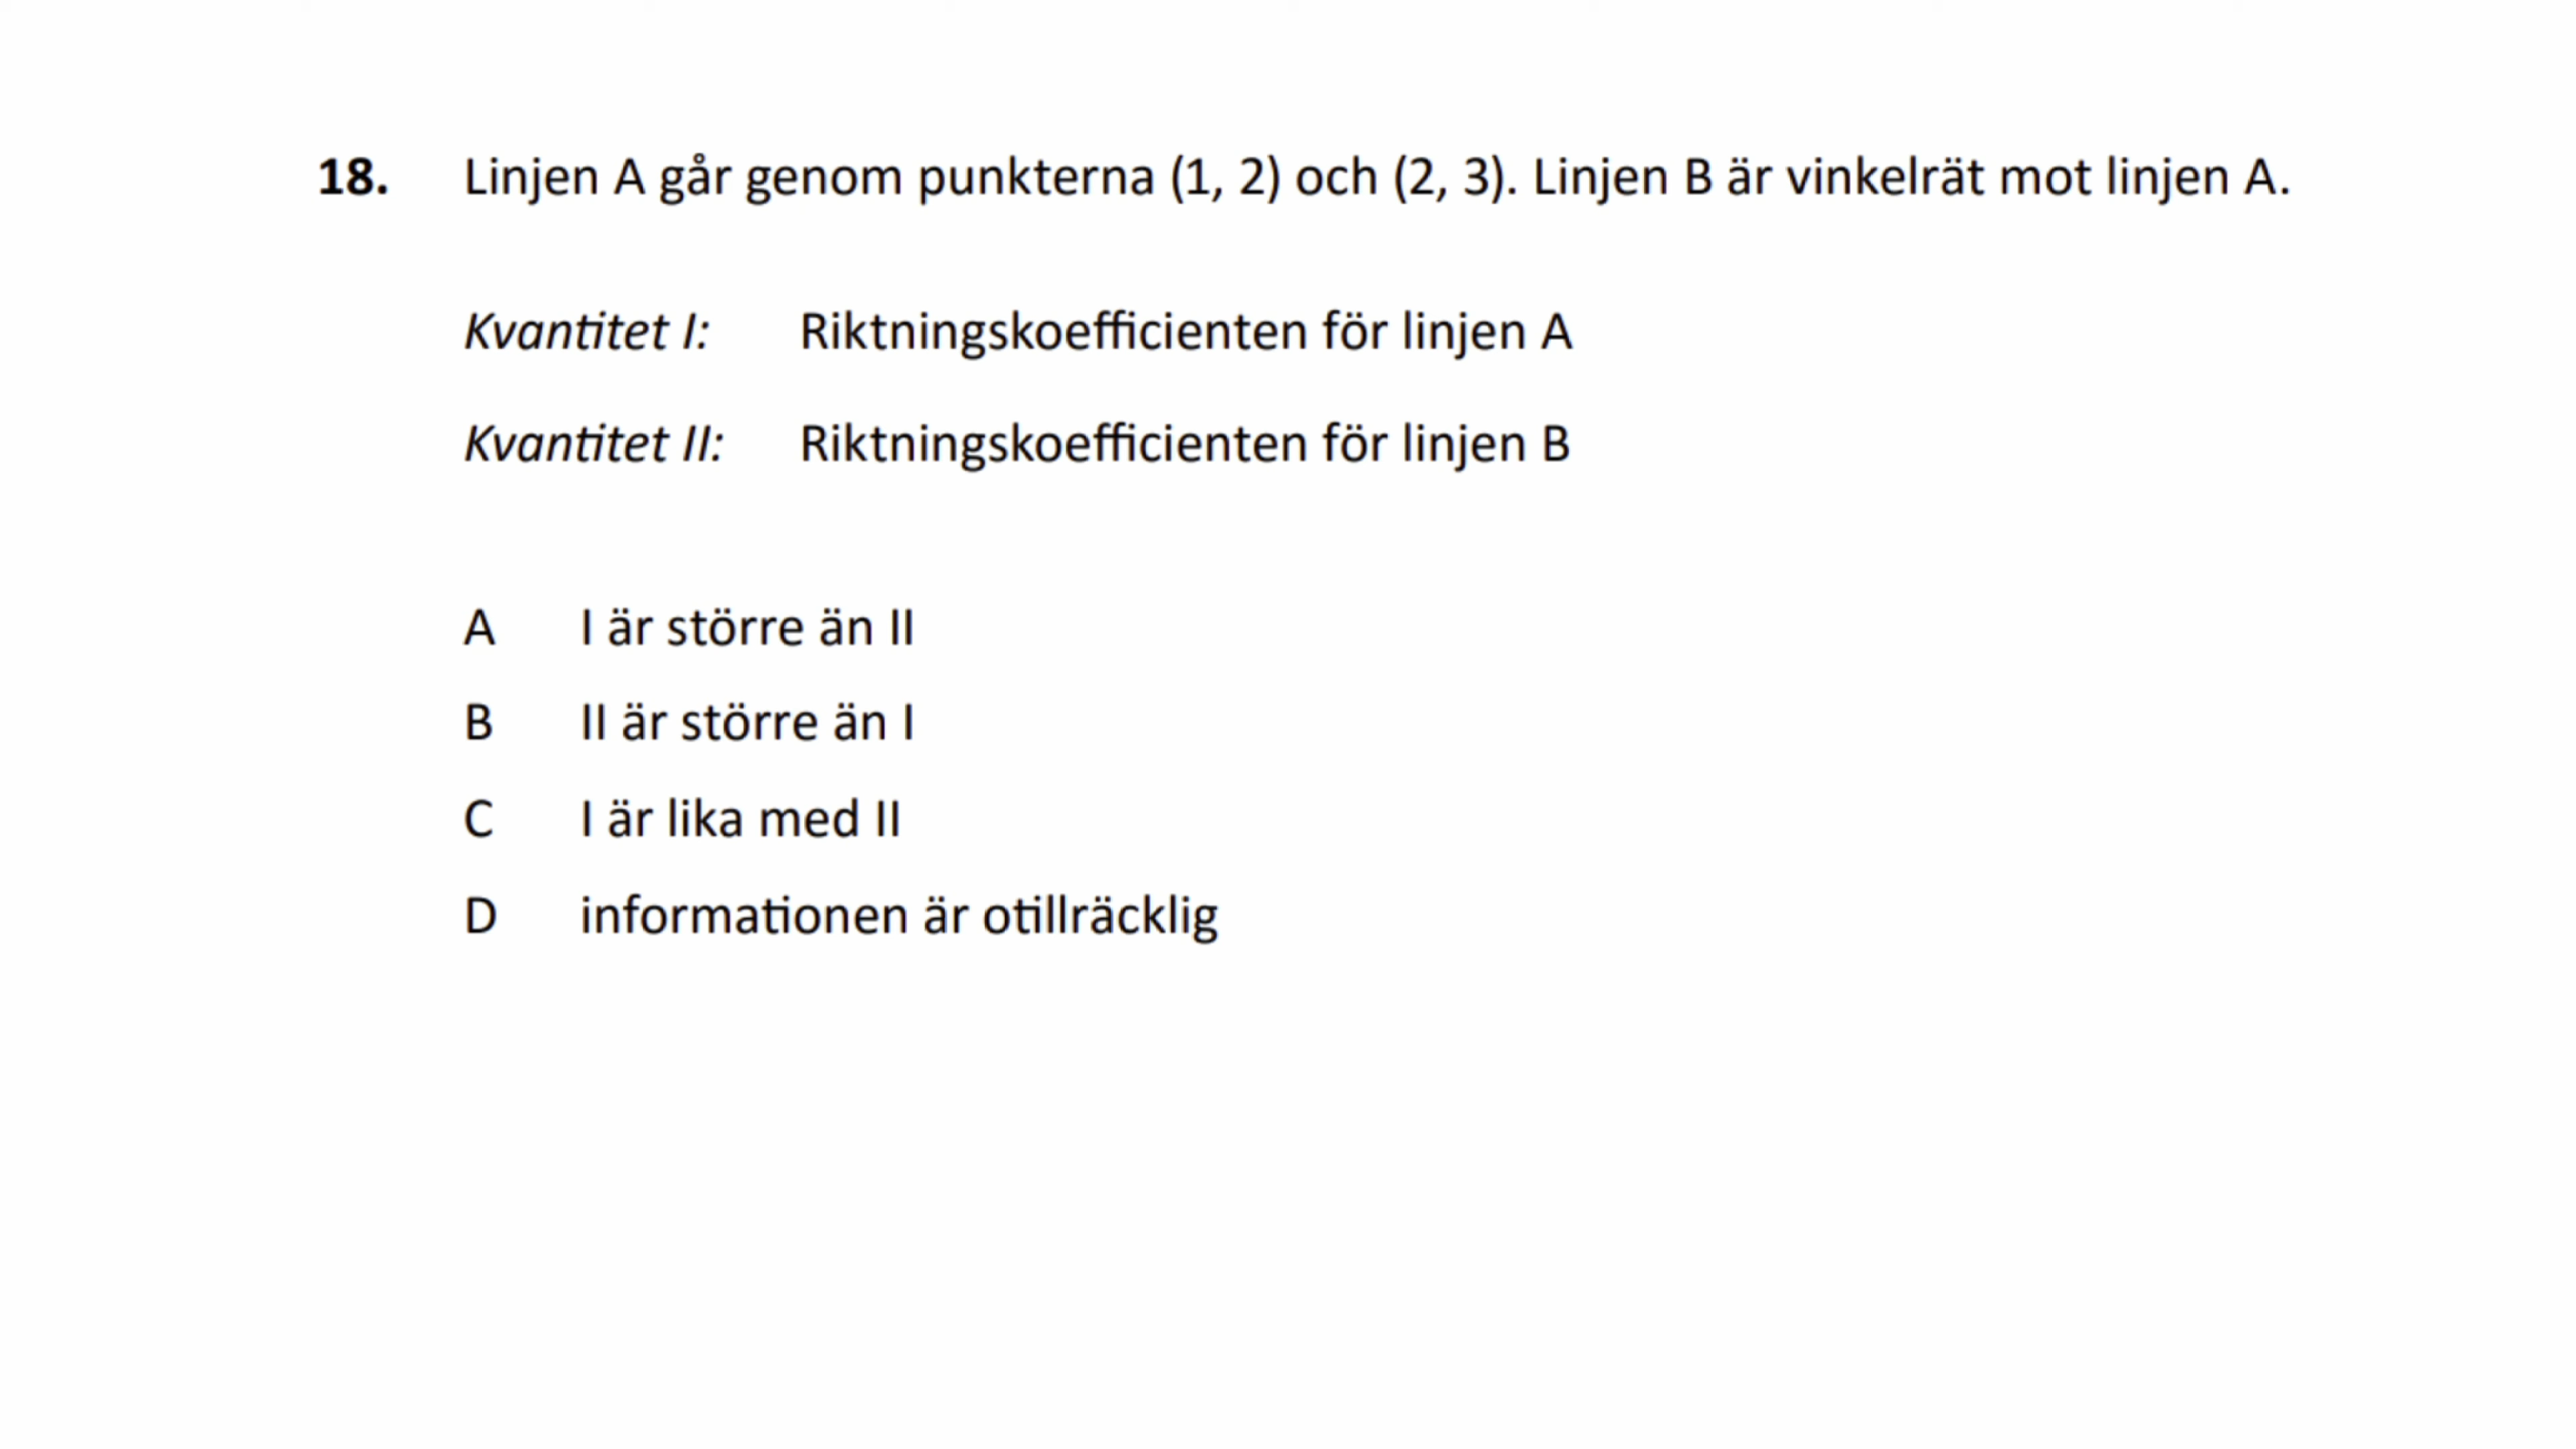 18. Linjen A går genom punkterna (1, 2) och (2, 3). Linjen B är vinkelrät mot linjen A.
Kvantitet I: Riktningskoefficienten för linjen A
Kvantitet II: Riktningskoefficienten för linjen B
A I är större än II
B II är större än I
C I är lika med II
D informationen är otillräcklig